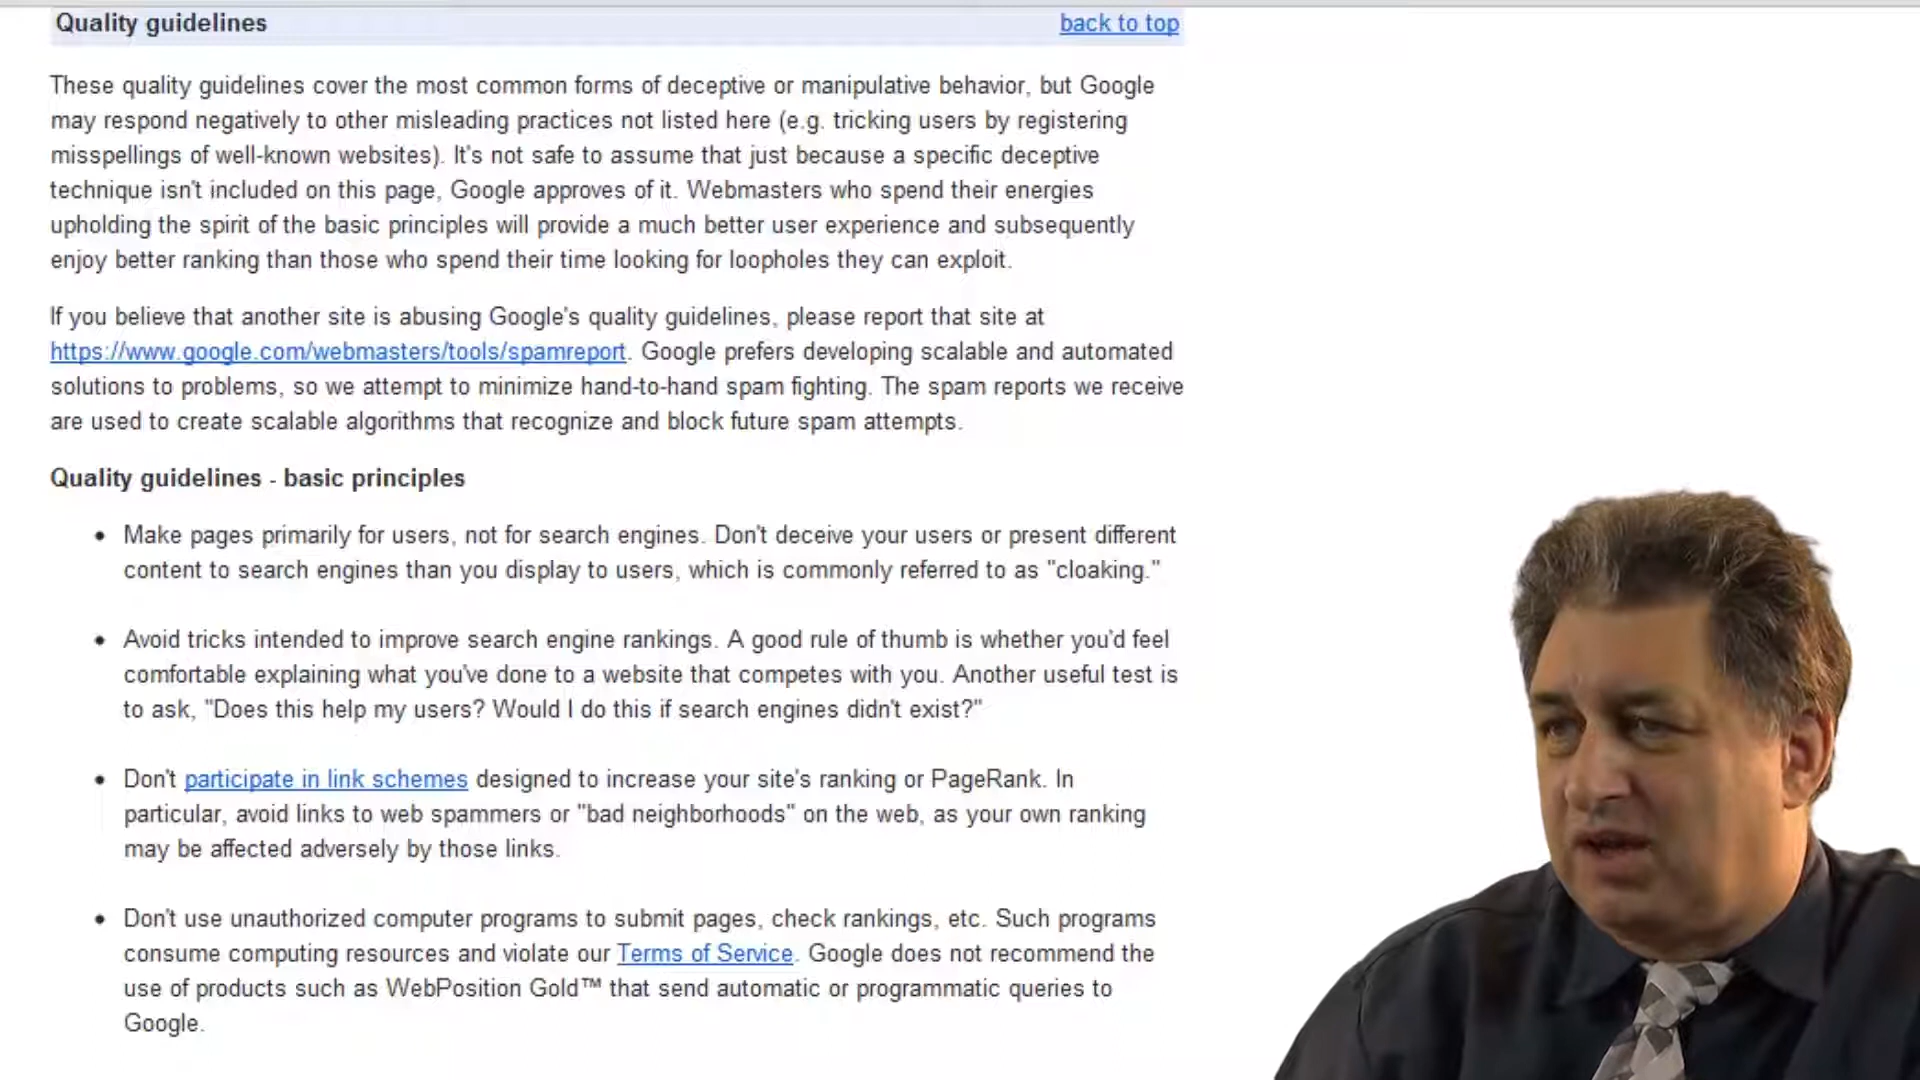 Quality guidelines back to top
These quality guidelines cover the most common forms of deceptive or manipulative behavior, but Google
may respond negatively to other misleading practices not listed here (e.g. tricking users by registering
misspellings of well-known websites). It's not safe to assume that just because a specific deceptive
technique isn't included on this page, Google approves of it. Webmasters who spend their energies
upholding the spirit of the basic principles will provide a much better user experience and subsequently
enjoy better ranking than those who spend their time looking for loopholes they can exploit.
If you believe that another site is abusing Google's quality guidelines, please report that site at
https://www.google.com/webmasters/tools/spamreport. Google prefers developing scalable and automated
solutions to problems, so we attempt to minimize hand-to-hand spam fighting. The spam reports we receive
are used to create scalable algorithms that recognize and block future spam attempts.
Quality guidelines - basic principles
• Make pages primarily for users, not for search engines. Don't deceive your users or present different
content to search engines than you display to users, which is commonly referred to as "cloaking."
• Avoid tricks intended to improve search engine rankings. A good rule of thumb is whether you'd feel
comfortable explaining what you've done to a website that competes with you. Another useful test is
to ask, "Does this help my users? Would I do this if search engines didn't exist?"
• Don't participate in link schemes designed to increase your site's ranking or PageRank. In
particular, avoid links to web spammers or "bad neighborhoods" on the web, as your own ranking
may be affected adversely by those links.
• Don't use unauthorized computer programs to submit pages, check rankings, etc. Such programs
consume computing resources and violate our Terms of Service. Google does not recommend the
use of products such as WebPosition Gold™ that send automatic or programmatic queries to
Google.